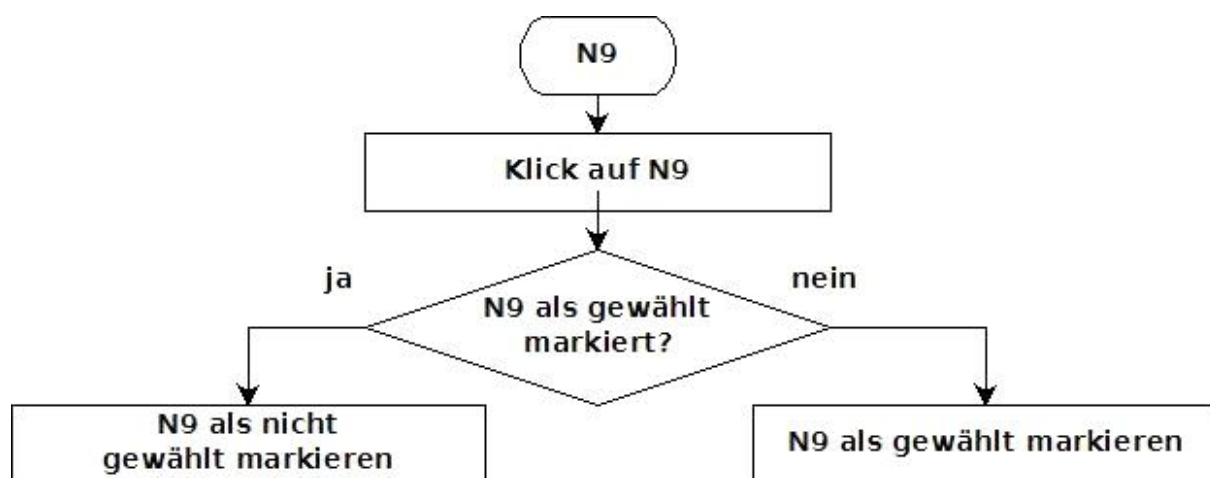 N9
Klick auf N9
ja
nein
N9 als gewählt
markiert?
N9 als nicht
gewählt markieren
N9 als gewählt markieren